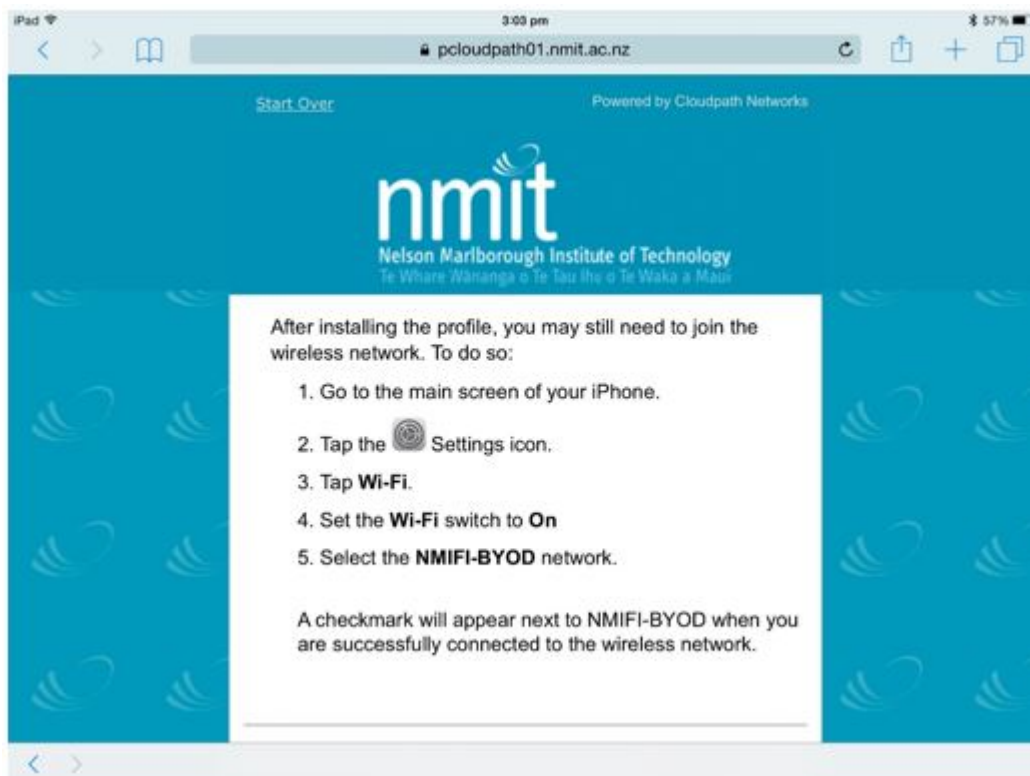 iPad 3:03 pm 57%
pcloudpath01.nmit.ac.nz
Start Over Powered by Cloudpath Networks
nmit
Nelson Marlborough Institute of Technology
Te Whare Wānanga o Te Tau Ihu o Te Waka a Maui
After installing the profile, you may still need to join the
wireless network. To do so:
1. Go to the main screen of your iPhone.
2. Tap the Settings icon.
3. Tap Wi-Fi.
4. Set the Wi-Fi switch to On
5. Select the NMIFI-BYOD network.
A checkmark will appear next to NMIFI-BYOD when you
are successfully connected to the wireless network.